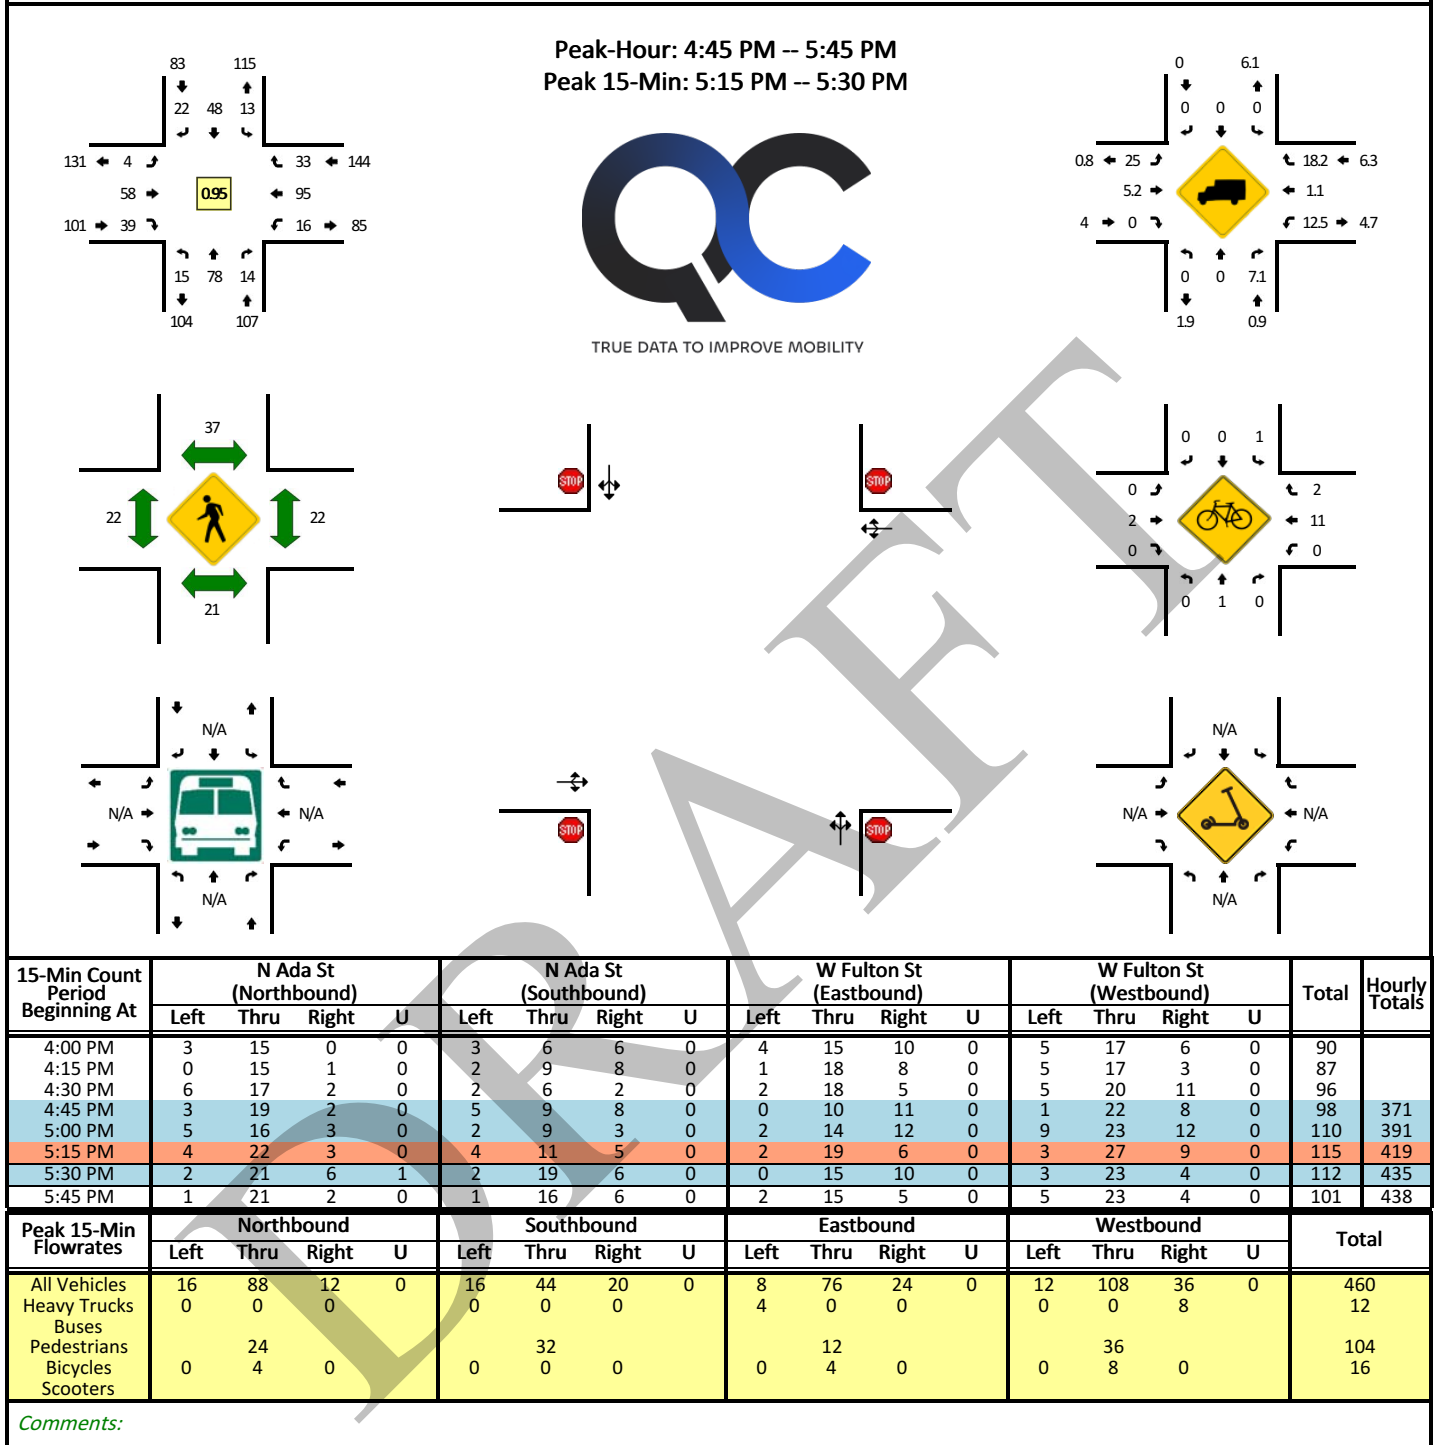 Peak-Hour: 4:45 PM -- 5:45 PM
Peak 15-Min: 5:15 PM -- 5:30 PM
83 115
22 48 13
131 4 33 144
58 0.95 95
101 39 16 85
15 78 14
104 107
TRUE DATA TO IMPROVE MOBILITY
0 6.1
0 0 0
0.8 25 18.2 6.3
5.2 1.1
4 0 12.5 4.7
0 0 7.1
1.9 0.9
37
22 22
21
STOP STOP
0 0 1
0 2
2 11
0 0
0 1 0
N/A
N/A N/A
N/A
STOP STOP
N/A
N/A N/A
N/A
DRAFT
15-Min Count Period Beginning At N Ada St (Northbound) N Ada St (Southbound) W Fulton St (Eastbound) W Fulton St (Westbound) Total Hourly Totals
Left Thru Right U Left Thru Right U Left Thru Right U Left Thru Right U
4:00 PM 3 15 0 0 3 6 6 0 4 15 10 0 5 17 6 0 90
4:15 PM 0 15 1 0 2 9 8 0 1 18 8 0 5 17 3 0 87
4:30 PM 6 17 2 0 2 6 2 0 2 18 5 0 5 20 11 0 96
4:45 PM 3 19 2 0 5 9 8 0 0 10 11 0 1 22 8 0 98 371
5:00 PM 5 16 3 0 2 9 3 0 2 14 12 0 9 23 12 0 110 391
5:15 PM 4 22 3 0 4 11 5 0 2 19 6 0 3 27 9 0 115 419
5:30 PM 2 21 6 1 2 19 6 0 0 15 10 0 3 23 4 0 112 435
5:45 PM 1 21 2 0 1 16 6 0 2 15 5 0 5 23 4 0 101 438
Peak 15-Min Flowrates Northbound Southbound Eastbound Westbound Total
Left Thru Right U Left Thru Right U Left Thru Right U Left Thru Right U
All Vehicles 16 88 12 0 16 44 20 0 8 76 24 0 12 108 36 0 460
Heavy Trucks 0 0 0 0 0 0 4 0 0 0 0 8 12
Buses
Pedestrians 24 32 12 36 104
Bicycles 0 4 0 0 0 0 0 4 0 0 8 0 16
Scooters
Comments: